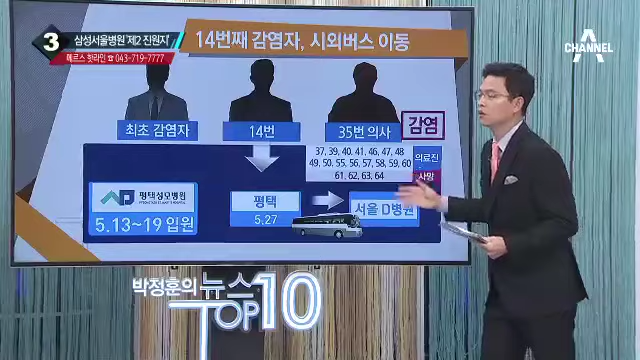 3 삼성서울병원 '제2 진원지'
메르스 핫라인 ☎ 043-719-7777
14번째 감염자, 시외버스 이동
CHANNEL A
최초 감염자
14번
35번 의사
감염
37, 39, 40, 41, 46, 47, 48
49, 50, 55, 56, 57, 58, 59, 60
61, 62, 63, 64
의료진
사망
평택성모병원
5.13~19 입원
평택
5.27
서울 D병원
박정훈의 뉴스 TOP10